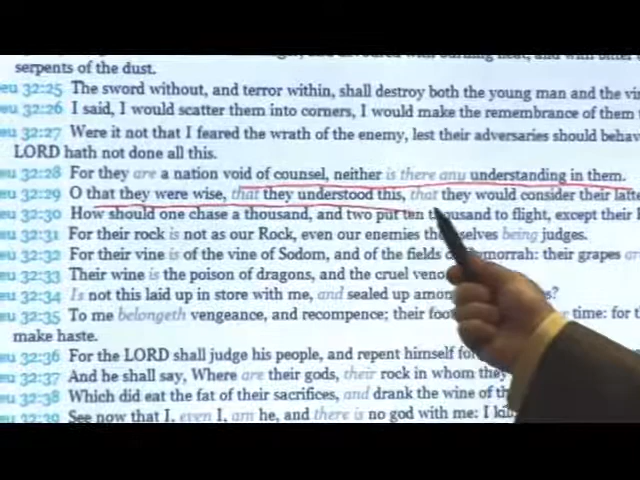 serpents of the dust.
eu 32:25 The sword without, and terror within, shall destroy both the young man and the
eu 32:26 I said, I would scatter them into corners, I would make the remembrance of them
eu 32:27 Were it not that I feared the wrath of the enemy, lest their adversaries should
LORD hath not done all this.
eu 32:28 For they are a nation void of counsel, neither is there any understanding in them.
eu 32:29 O that they were wise, that they understood this, that they would consider their
eu 32:30 How should one chase a thousand, and two put ten thousand to flight, except their
eu 32:31 For their rock is not as our Rock, even our enemies themselves being judges.
eu 32:32 For their vine is of the vine of Sodom, and of the fields of Gomorrah: their grapes
eu 32:33 Their wine is the poison of dragons, and the cruel
eu 32:34 Is not this laid up in store with me, and sealed up
eu 32:35 To me belongeth vengeance, and recompence; their time: for
make haste.
eu 32:36 For the LORD shall judge his people, and repent himself
eu 32:37 And he shall say, Where are their gods, their rock in whom they
eu 32:38 Which did eat the fat of their sacrifices, and drank the wine of
eu 32:39 See now that I, even I, am he, and there is no god with me: I